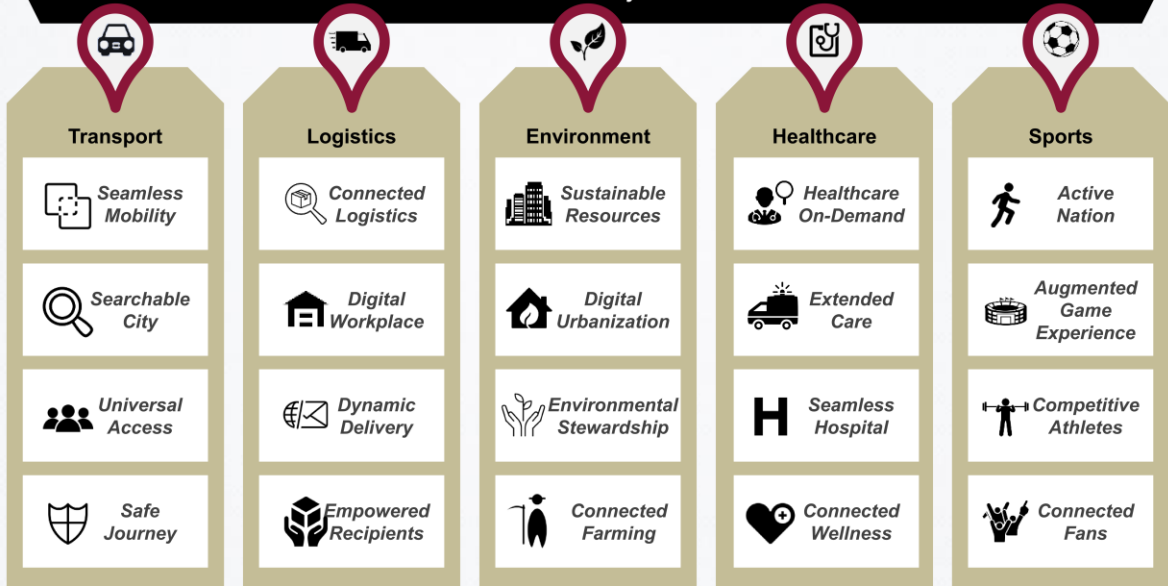 Transport
Seamless
Mobility
Searchable
City
Universal
Access
Safe
Journey
Logistics
Connected
Logistics
Digital
Workplace
Dynamic
Delivery
Empowered
Recipients
Environment
Sustainable
Resources
Digital
Urbanization
Environmental
Stewardship
Connected
Farming
Healthcare
Healthcare
On-Demand
Extended
Care
H
Seamless
Hospital
Connected
Wellness
Sports
Active
Nation
Augmented
Game
Experience
Competitive
Athletes
Connected
Fans